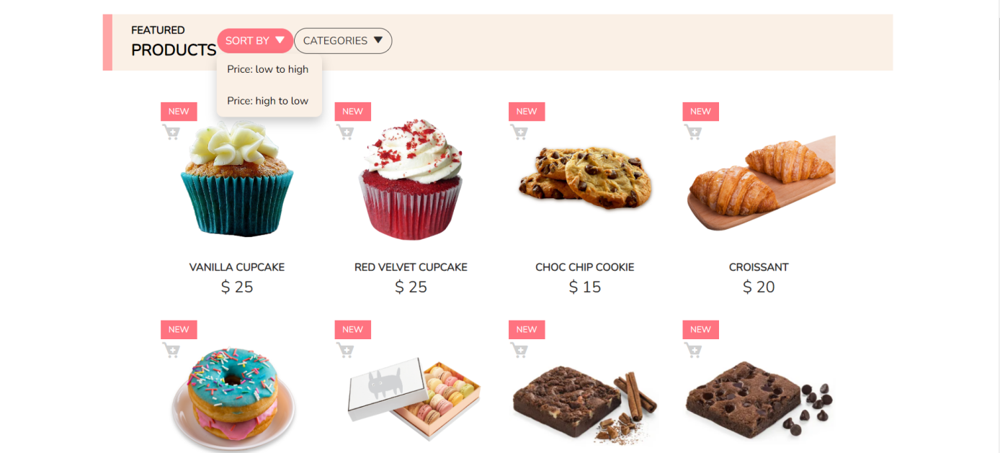 FEATURED
PRODUCTS
SORT BY
CATEGORIES
Price: low to high
Price: high to low
NEW
NEW
NEW
NEW
VANILLA CUPCAKE
RED VELVET CUPCAKE
CHOC CHIP COOKIE
CROISSANT
$ 25
$ 25
$ 15
$ 20
NEW
NEW
NEW
NEW